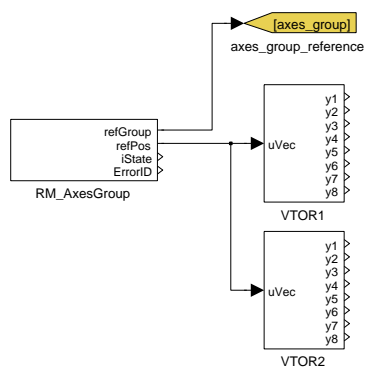 [axes_group]
axes_group_reference
refGroup
refPos
iState
ErrorID
RM_AxesGroup
uVec
y1
y2
y3
y4
y5
y6
y7
y8
VTOR1
uVec
y1
y2
y3
y4
y5
y6
y7
y8
VTOR2